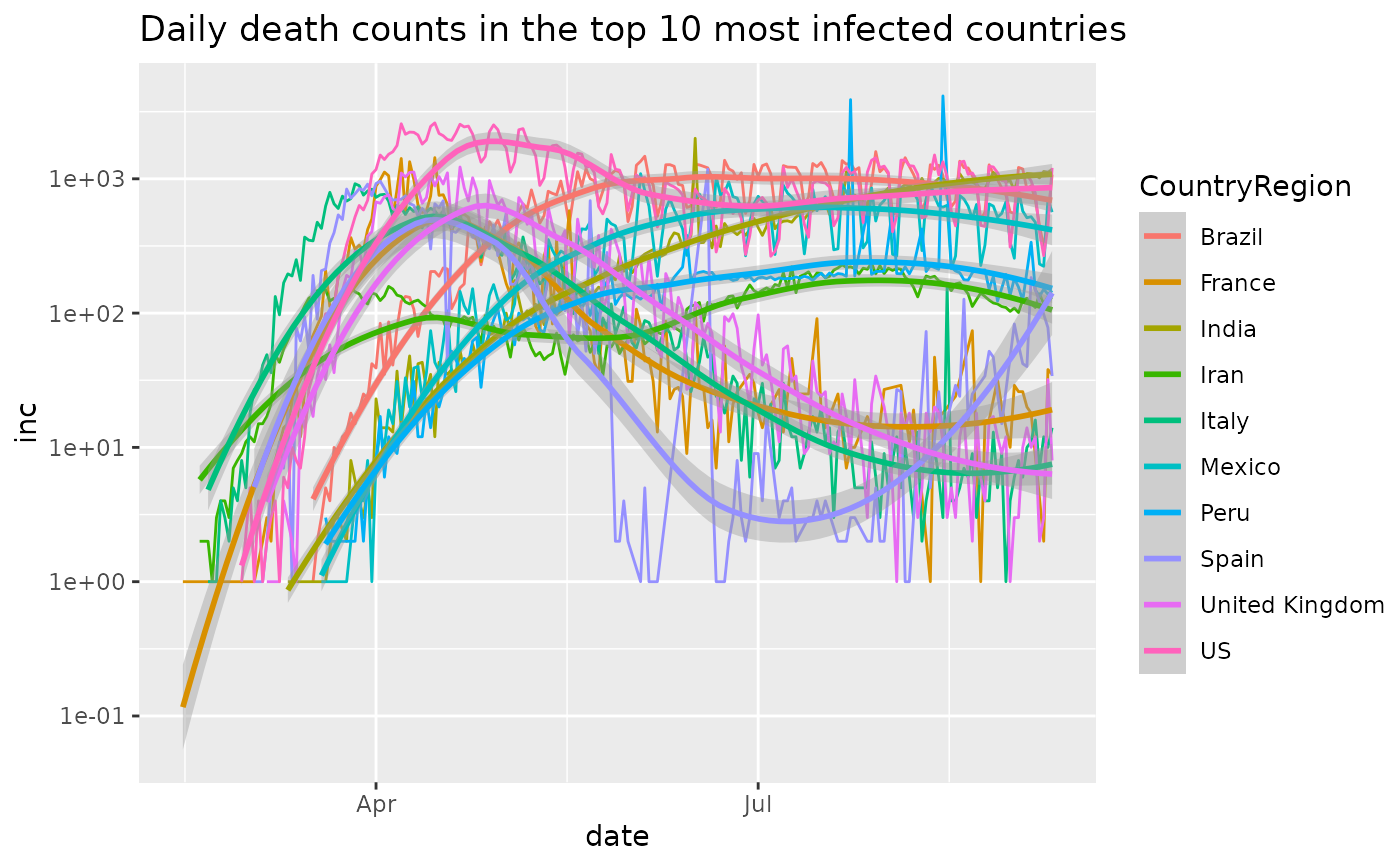 Daily death counts in the top 10 most infected countries
inc
1e+03
1e+02
1e+01
1e+00
1e-01
Apr
Jul
date
CountryRegion
Brazil
France
India
Iran
Italy
Mexico
Peru
Spain
United Kingdom
US